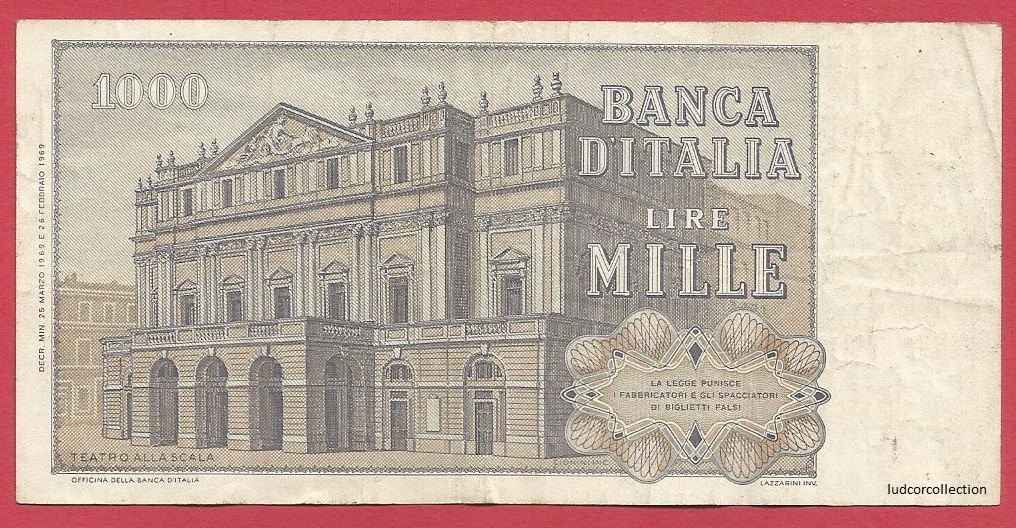 1000
BANCA
D'ITALIA
LIRE
MILLE
DECR. MIN. 25 MARZO 1969 E 26 FEBBRAIO 1969
LA LEGGE PUNISCE
I FABBRICATORI E GLI SPACCIATORI
DI BIGLIETTI FALSI
TEATRO ALLA SCALA
OFFICINA DELLA BANCA D'ITALIA
LAZZARINI INV.
ludcorcollection